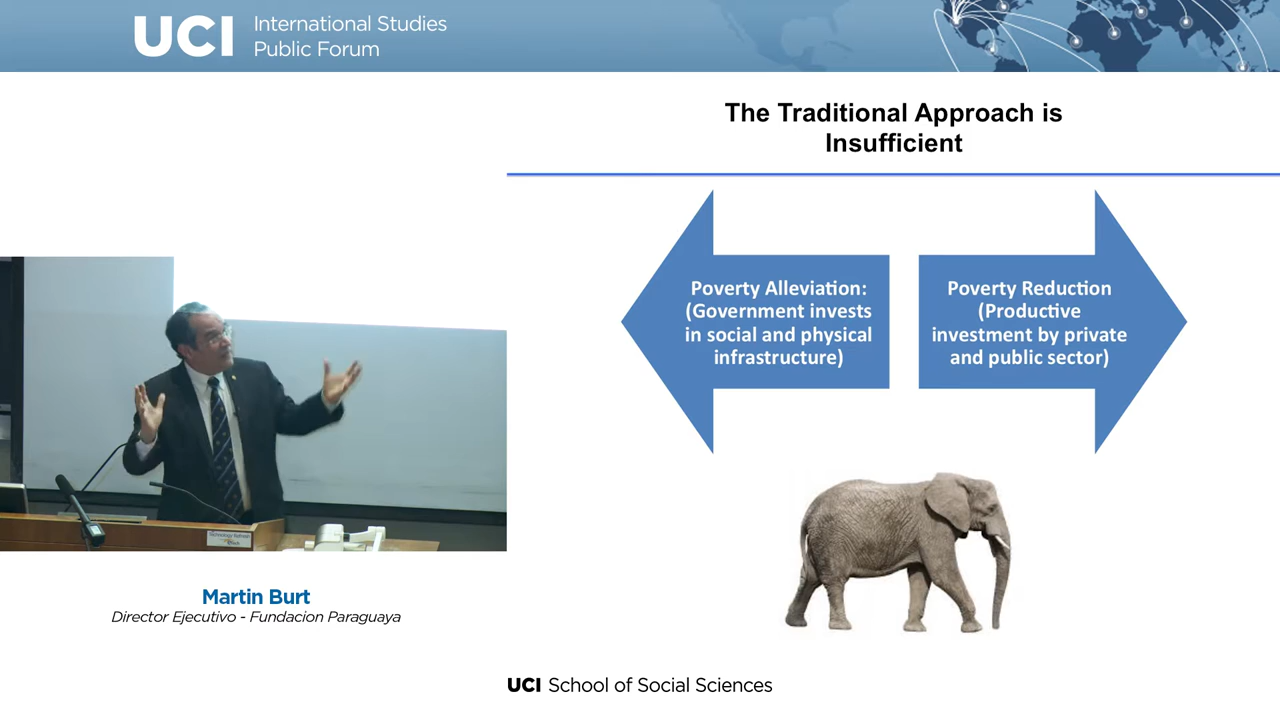 UCI International Studies
Public Forum
The Traditional Approach is
Insufficient
Poverty Alleviation:
(Government invests
in social and physical
infrastructure)
Poverty Reduction
(Productive
investment by private
and public sector)
Martin Burt
Director Ejecutivo - Fundacion Paraguaya
UCI School of Social Sciences